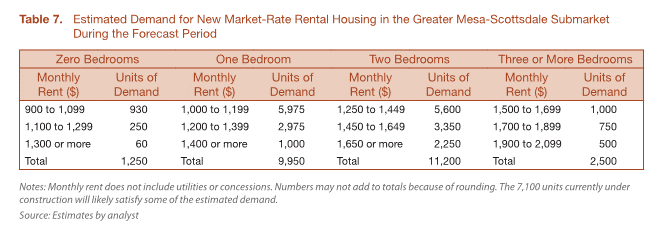 Table 7. Estimated Demand for New Market-Rate Rental Housing in the Greater Mesa-Scottsdale Submarket
During the Forecast Period
Zero Bedrooms One Bedroom Two Bedrooms Three or More Bedrooms
Monthly Units of Monthly Units of Monthly Units of Monthly Units of
Rent ($) Demand Rent ($) Demand Rent ($) Demand Rent ($) Demand
900 to 1,099 930 1,000 to 1,199 5,975 1,250 to 1,449 5,600 1,500 to 1,699 1,000
1,100 to 1,299 250 1,200 to 1,399 2,975 1,450 to 1,649 3,350 1,700 to 1,899 750
1,300 or more 60 1,400 or more 1,000 1,650 or more 2,250 1,900 to 2,099 500
Total 1,250 Total 9,950 Total 11,200 Total 2,500
Notes: Monthly rent does not include utilities or concessions. Numbers may not add to totals because of rounding. The 7,100 units currently under
construction will likely satisfy some of the estimated demand.
Source: Estimates by analyst